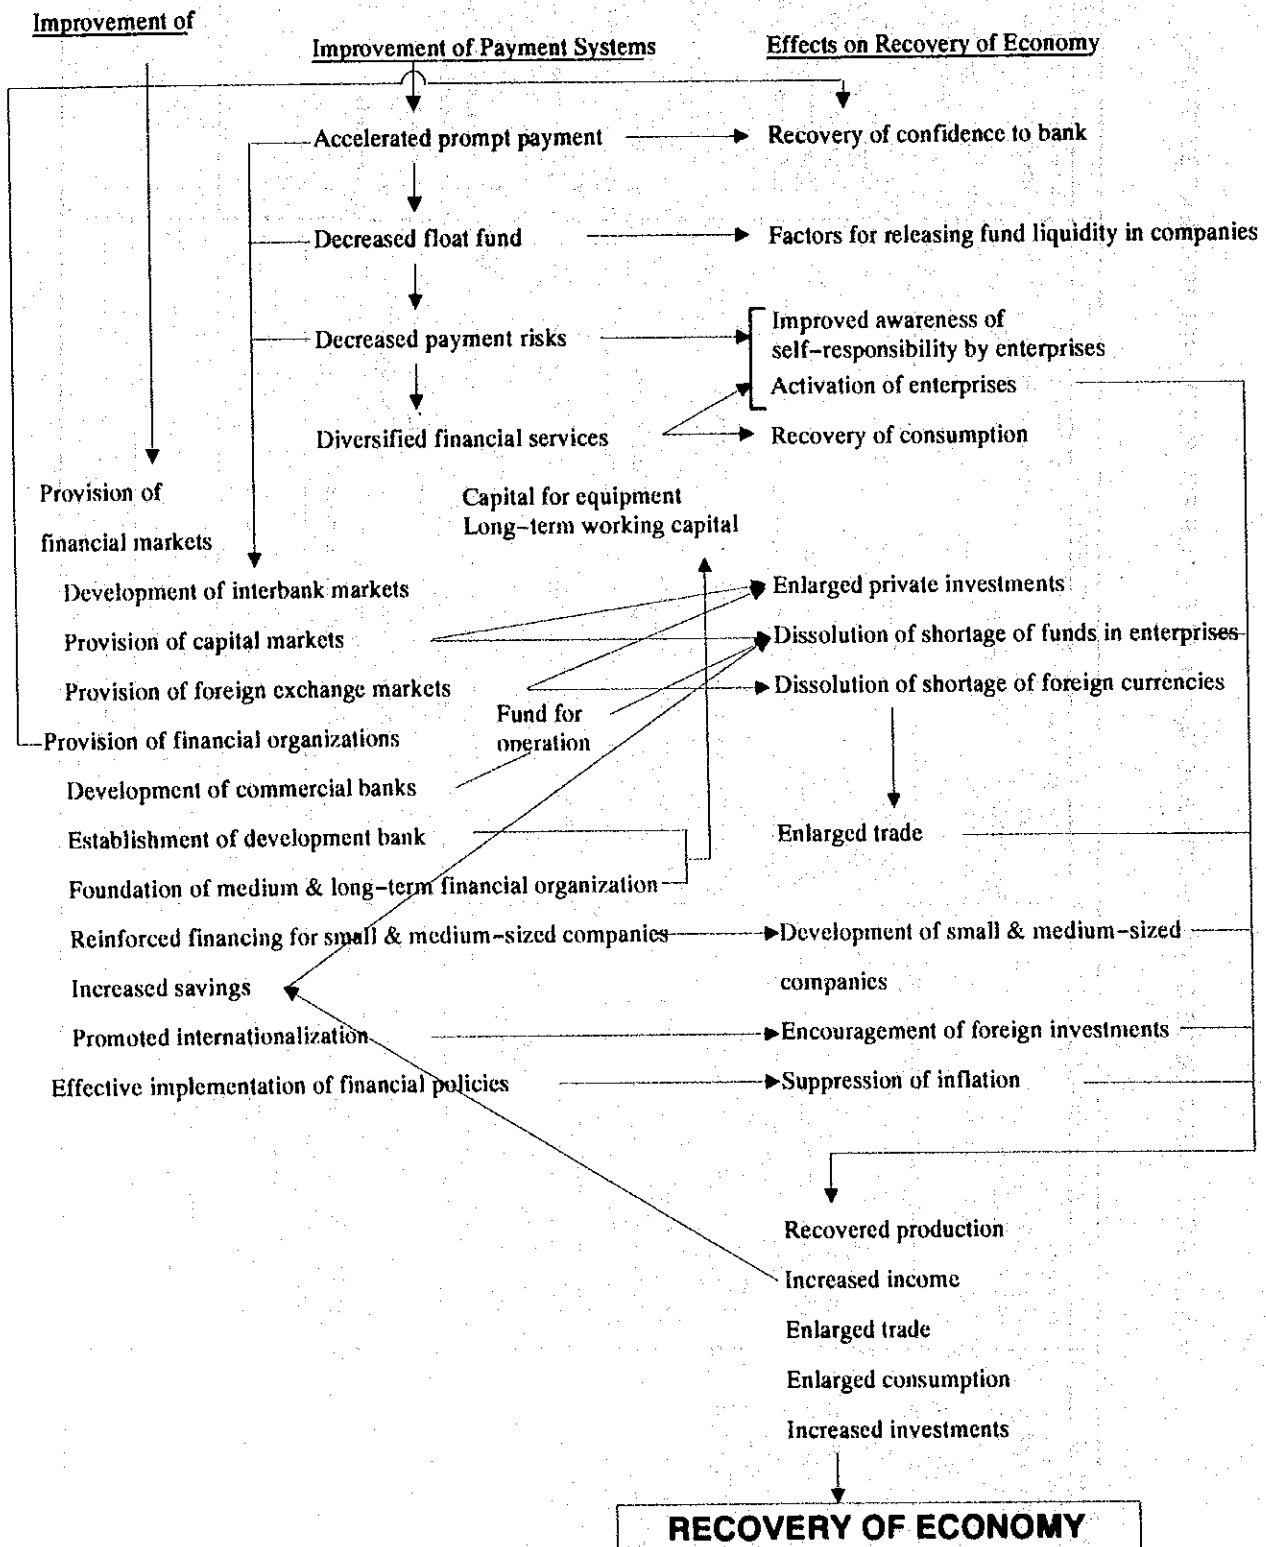 Improvement of
Improvement of Payment Systems
Effects on Recovery of Economy
Accelerated prompt payment
Recovery of confidence to bank
Decreased float fund
Factors for releasing fund liquidity in companies
Decreased payment risks
Improved awareness of
self-responsibility by enterprises
Activation of enterprises
Diversified financial services
Recovery of consumption
Provision of
financial markets
Capital for equipment
Long-term working capital
Development of interbank markets
Enlarged private investments
Provision of capital markets
Dissolution of shortage of funds in enterprises
Provision of foreign exchange markets
Dissolution of shortage of foreign currencies
Fund for
operation
Provision of financial organizations
Development of commercial banks
Establishment of development bank
Enlarged trade
Foundation of medium & long-term financial organization
Reinforced financing for small & medium-sized companies
Development of small & medium-sized
companies
Increased savings
Promoted internationalization
Encouragement of foreign investments
Effective implementation of financial policies
Suppression of inflation
Recovered production
Increased income
Enlarged trade
Enlarged consumption
Increased investments
RECOVERY OF ECONOMY